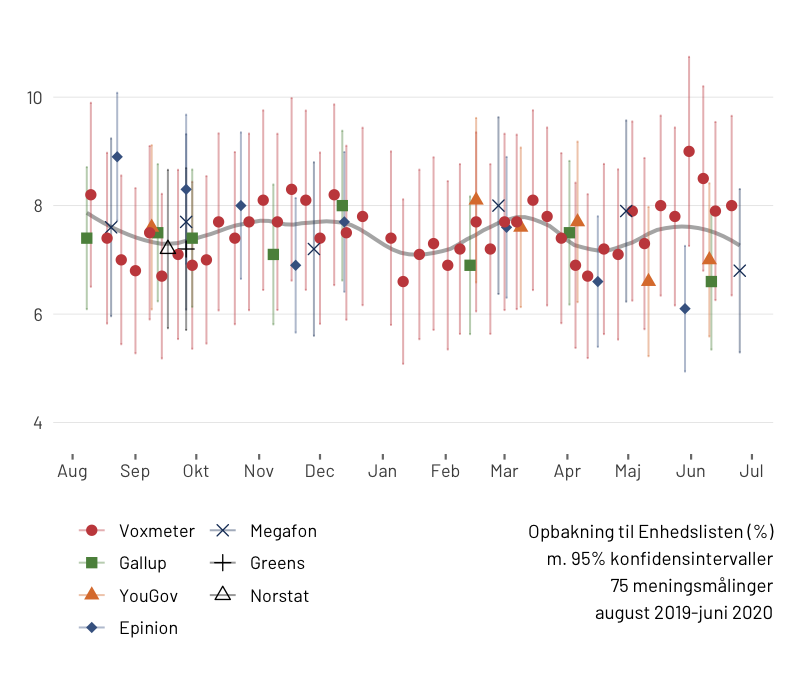 10
8
6
4
Aug Sep Okt Nov Dec Jan Feb Mar Apr Maj Jun Jul
Voxmeter Megafon
Gallup Greens
YouGov Norstat
Epinion
Opbakning til Enhedslisten (%)
m. 95% konfidensintervaller
75 meningsmålinger
august 2019-juni 2020